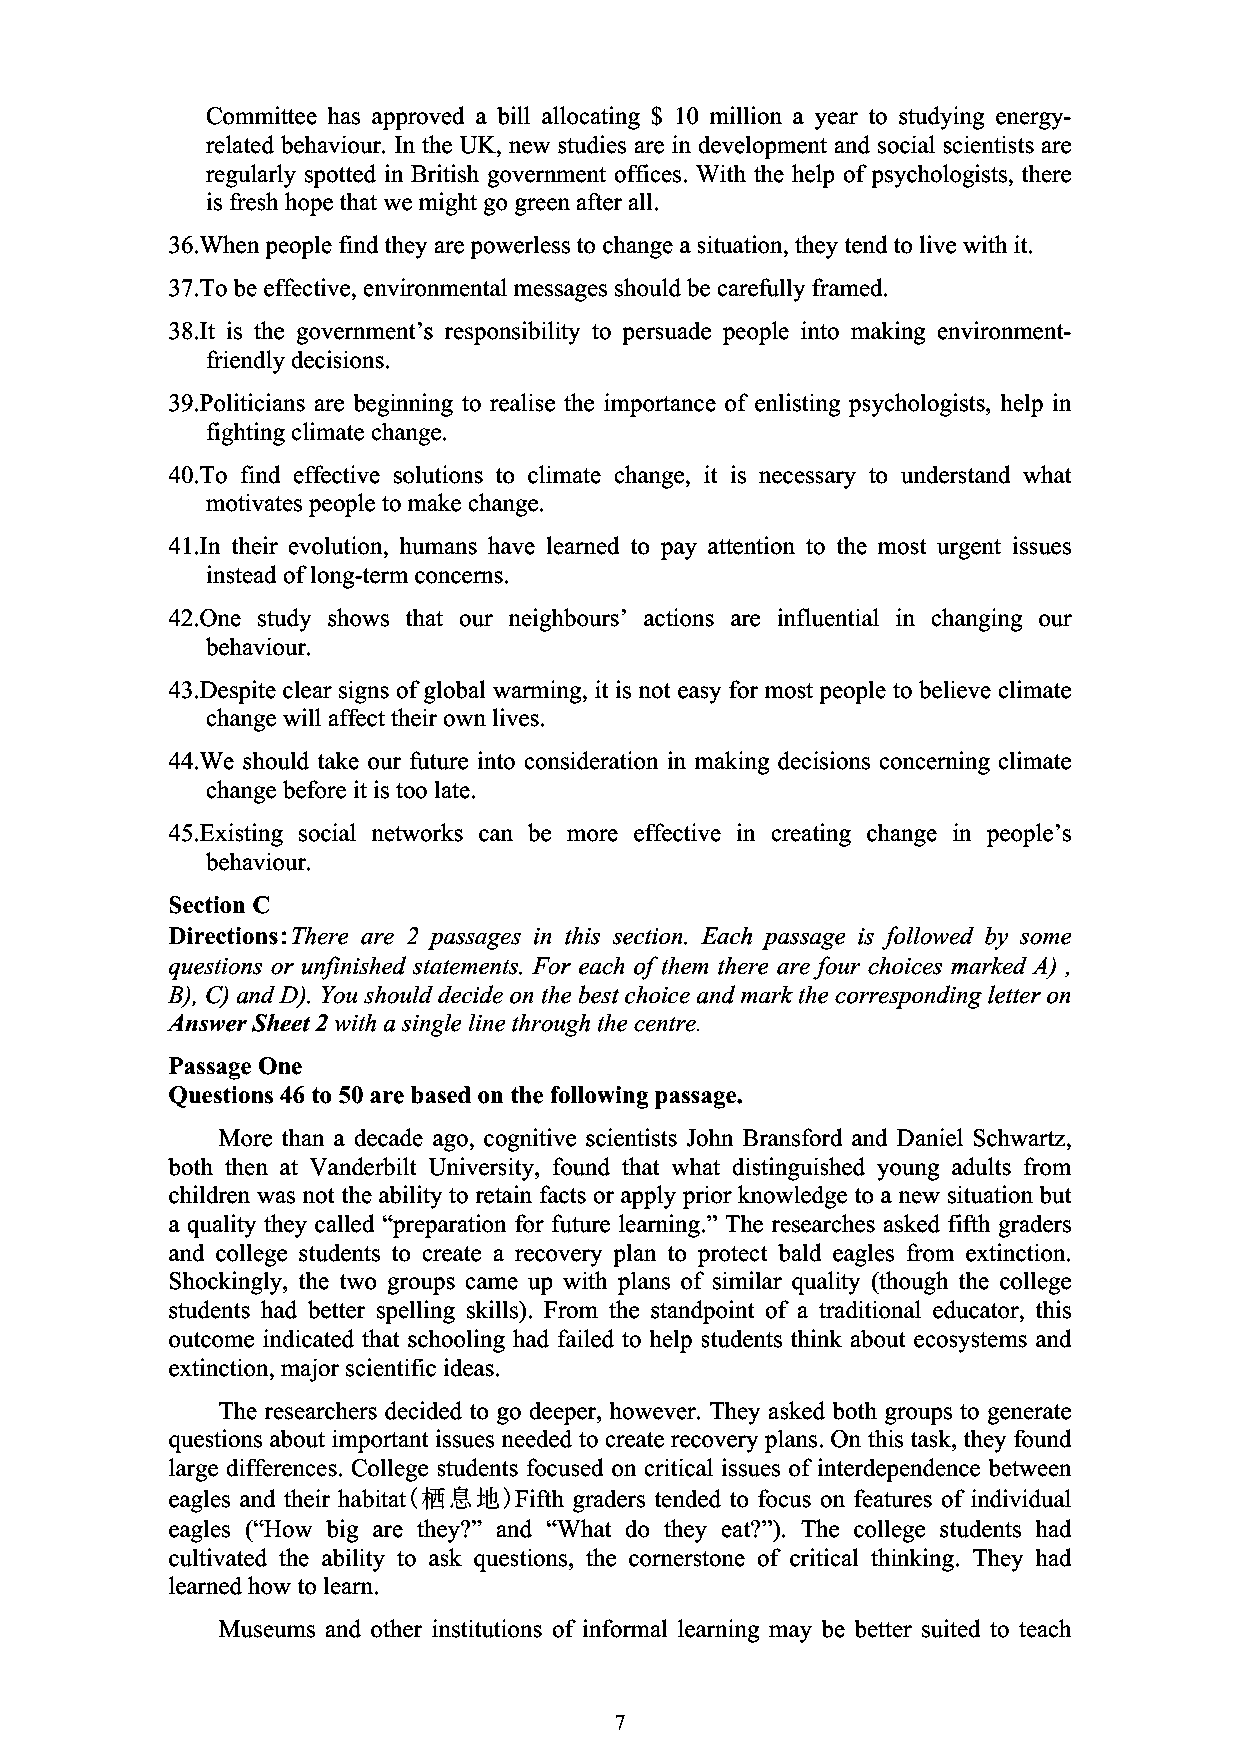 Committee has approved a bill allocating $ 10 million a year to studying energy-
related behaviour. In the UK, new studies are in development and social scientists are
regularly spotted in British government offices. With the help of psychologists, there
is fresh hope that we might go green after all.
36.When people find they are powerless to change a situation, they tend to live with it.
37.To be effective, environmental messages should be carefully framed.
38.It is the government’s responsibility to persuade people into making environment-
friendly decisions.
39.Politicians are beginning to realise the importance of enlisting psychologists, help in
fighting climate change.
40.To find effective solutions to climate change, it is necessary to understand what
motivates people to make change.
41.In their evolution, humans have learned to pay attention to the most urgent issues
instead of long-term concerns.
42.One study shows that our neighbours’ actions are influential in changing our
behaviour.
43.Despite clear signs of global warming, it is not easy for most people to believe climate
change will affect their own lives.
44.We should take our future into consideration in making decisions concerning climate
change before it is too late.
45.Existing social networks can be more effective in creating change in people’s
behaviour.
Section C
Directions:There are 2 passages in this section. Each passage is followed by some
questions or unfinished statements. For each of them there are four choices marked A) ,
B), C) and D). You should decide on the best choice and mark the corresponding letter on
Answer Sheet 2 with a single line through the centre.
Passage One
Questions 46 to 50 are based on the following passage.
More than a decade ago, cognitive scientists John Bransford and Daniel Schwartz,
both then at Vanderbilt University, found that what distinguished young adults from
children was not the ability to retain facts or apply prior knowledge to a new situation but
a quality they called “preparation for future learning.” The researches asked fifth graders
and college students to create a recovery plan to protect bald eagles from extinction.
Shockingly, the two groups came up with plans of similar quality (though the college
students had better spelling skills). From the standpoint of a traditional educator, this
outcome indicated that schooling had failed to help students think about ecosystems and
extinction, major scientific ideas.
The researchers decided to go deeper, however. They asked both groups to generate
questions about important issues needed to create recovery plans. On this task, they found
large differences. College students focused on critical issues of interdependence between
eagles and their habitat(栖息地)Fifth graders tended to focus on features of individual
eagles (“How big are they?” and “What do they eat?”). The college students had
cultivated the ability to ask questions, the cornerstone of critical thinking. They had
learned how to learn.
Museums and other institutions of informal learning may be better suited to teach
7